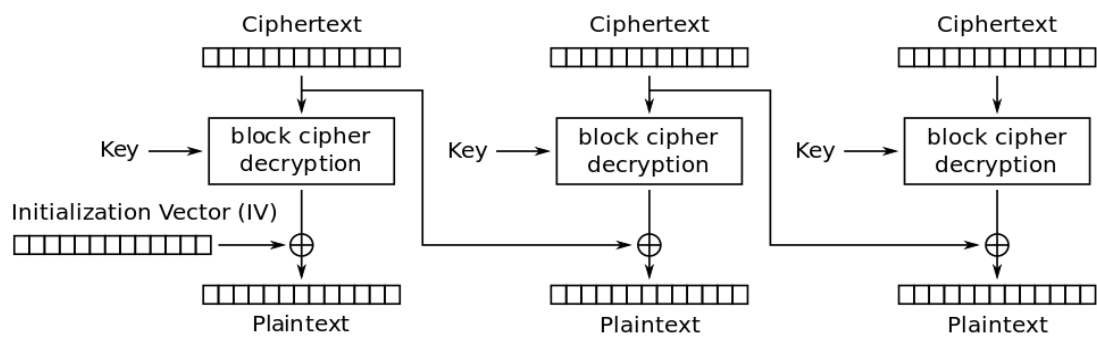 Ciphertext
Ciphertext
Ciphertext
Key
block cipher
decryption
Key
block cipher
decryption
Key
block cipher
decryption
Initialization Vector (IV)
Plaintext
Plaintext
Plaintext